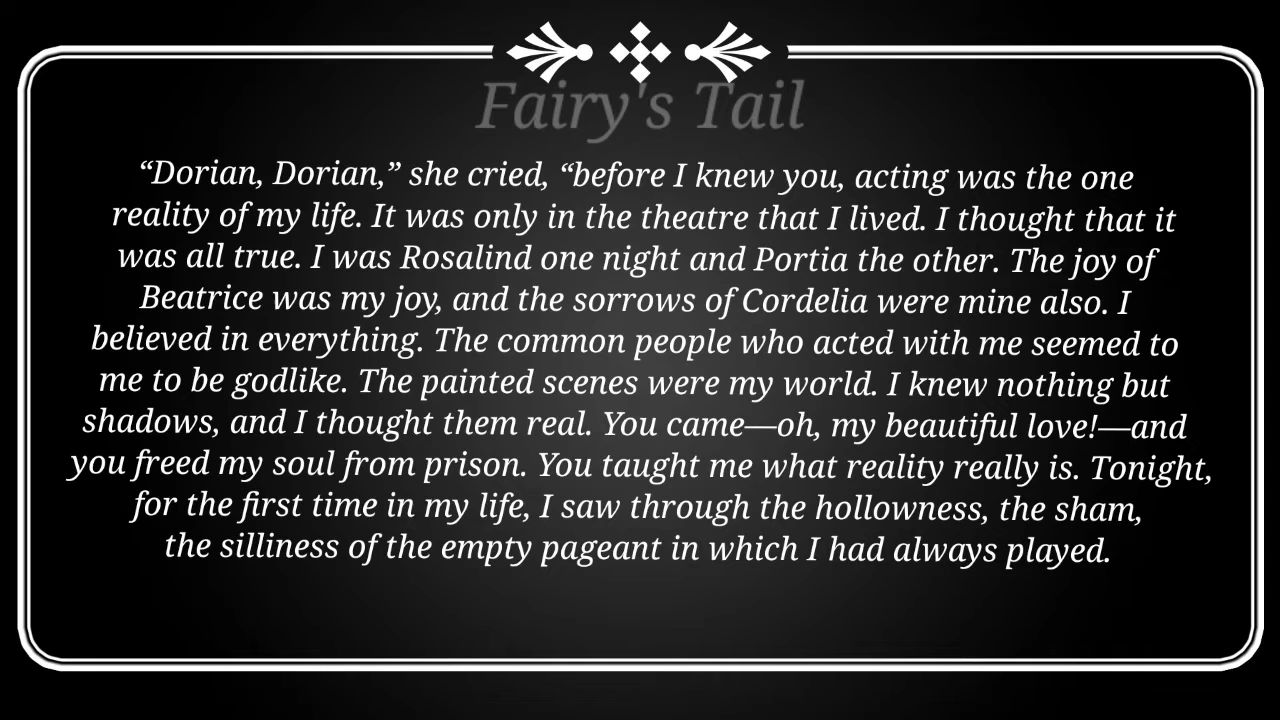 Fairy's Tail
“Dorian, Dorian,” she cried, “before I knew you, acting was the one
reality of my life. It was only in the theatre that I lived. I thought that it
was all true. I was Rosalind one night and Portia the other. The joy of
Beatrice was my joy, and the sorrows of Cordelia were mine also. I
believed in everything. The common people who acted with me seemed to
me to be godlike. The painted scenes were my world. I knew nothing but
shadows, and I thought them real. You came—oh, my beautiful love!—and
you freed my soul from prison. You taught me what reality really is. Tonight,
for the first time in my life, I saw through the hollowness, the sham,
the silliness of the empty pageant in which I had always played.